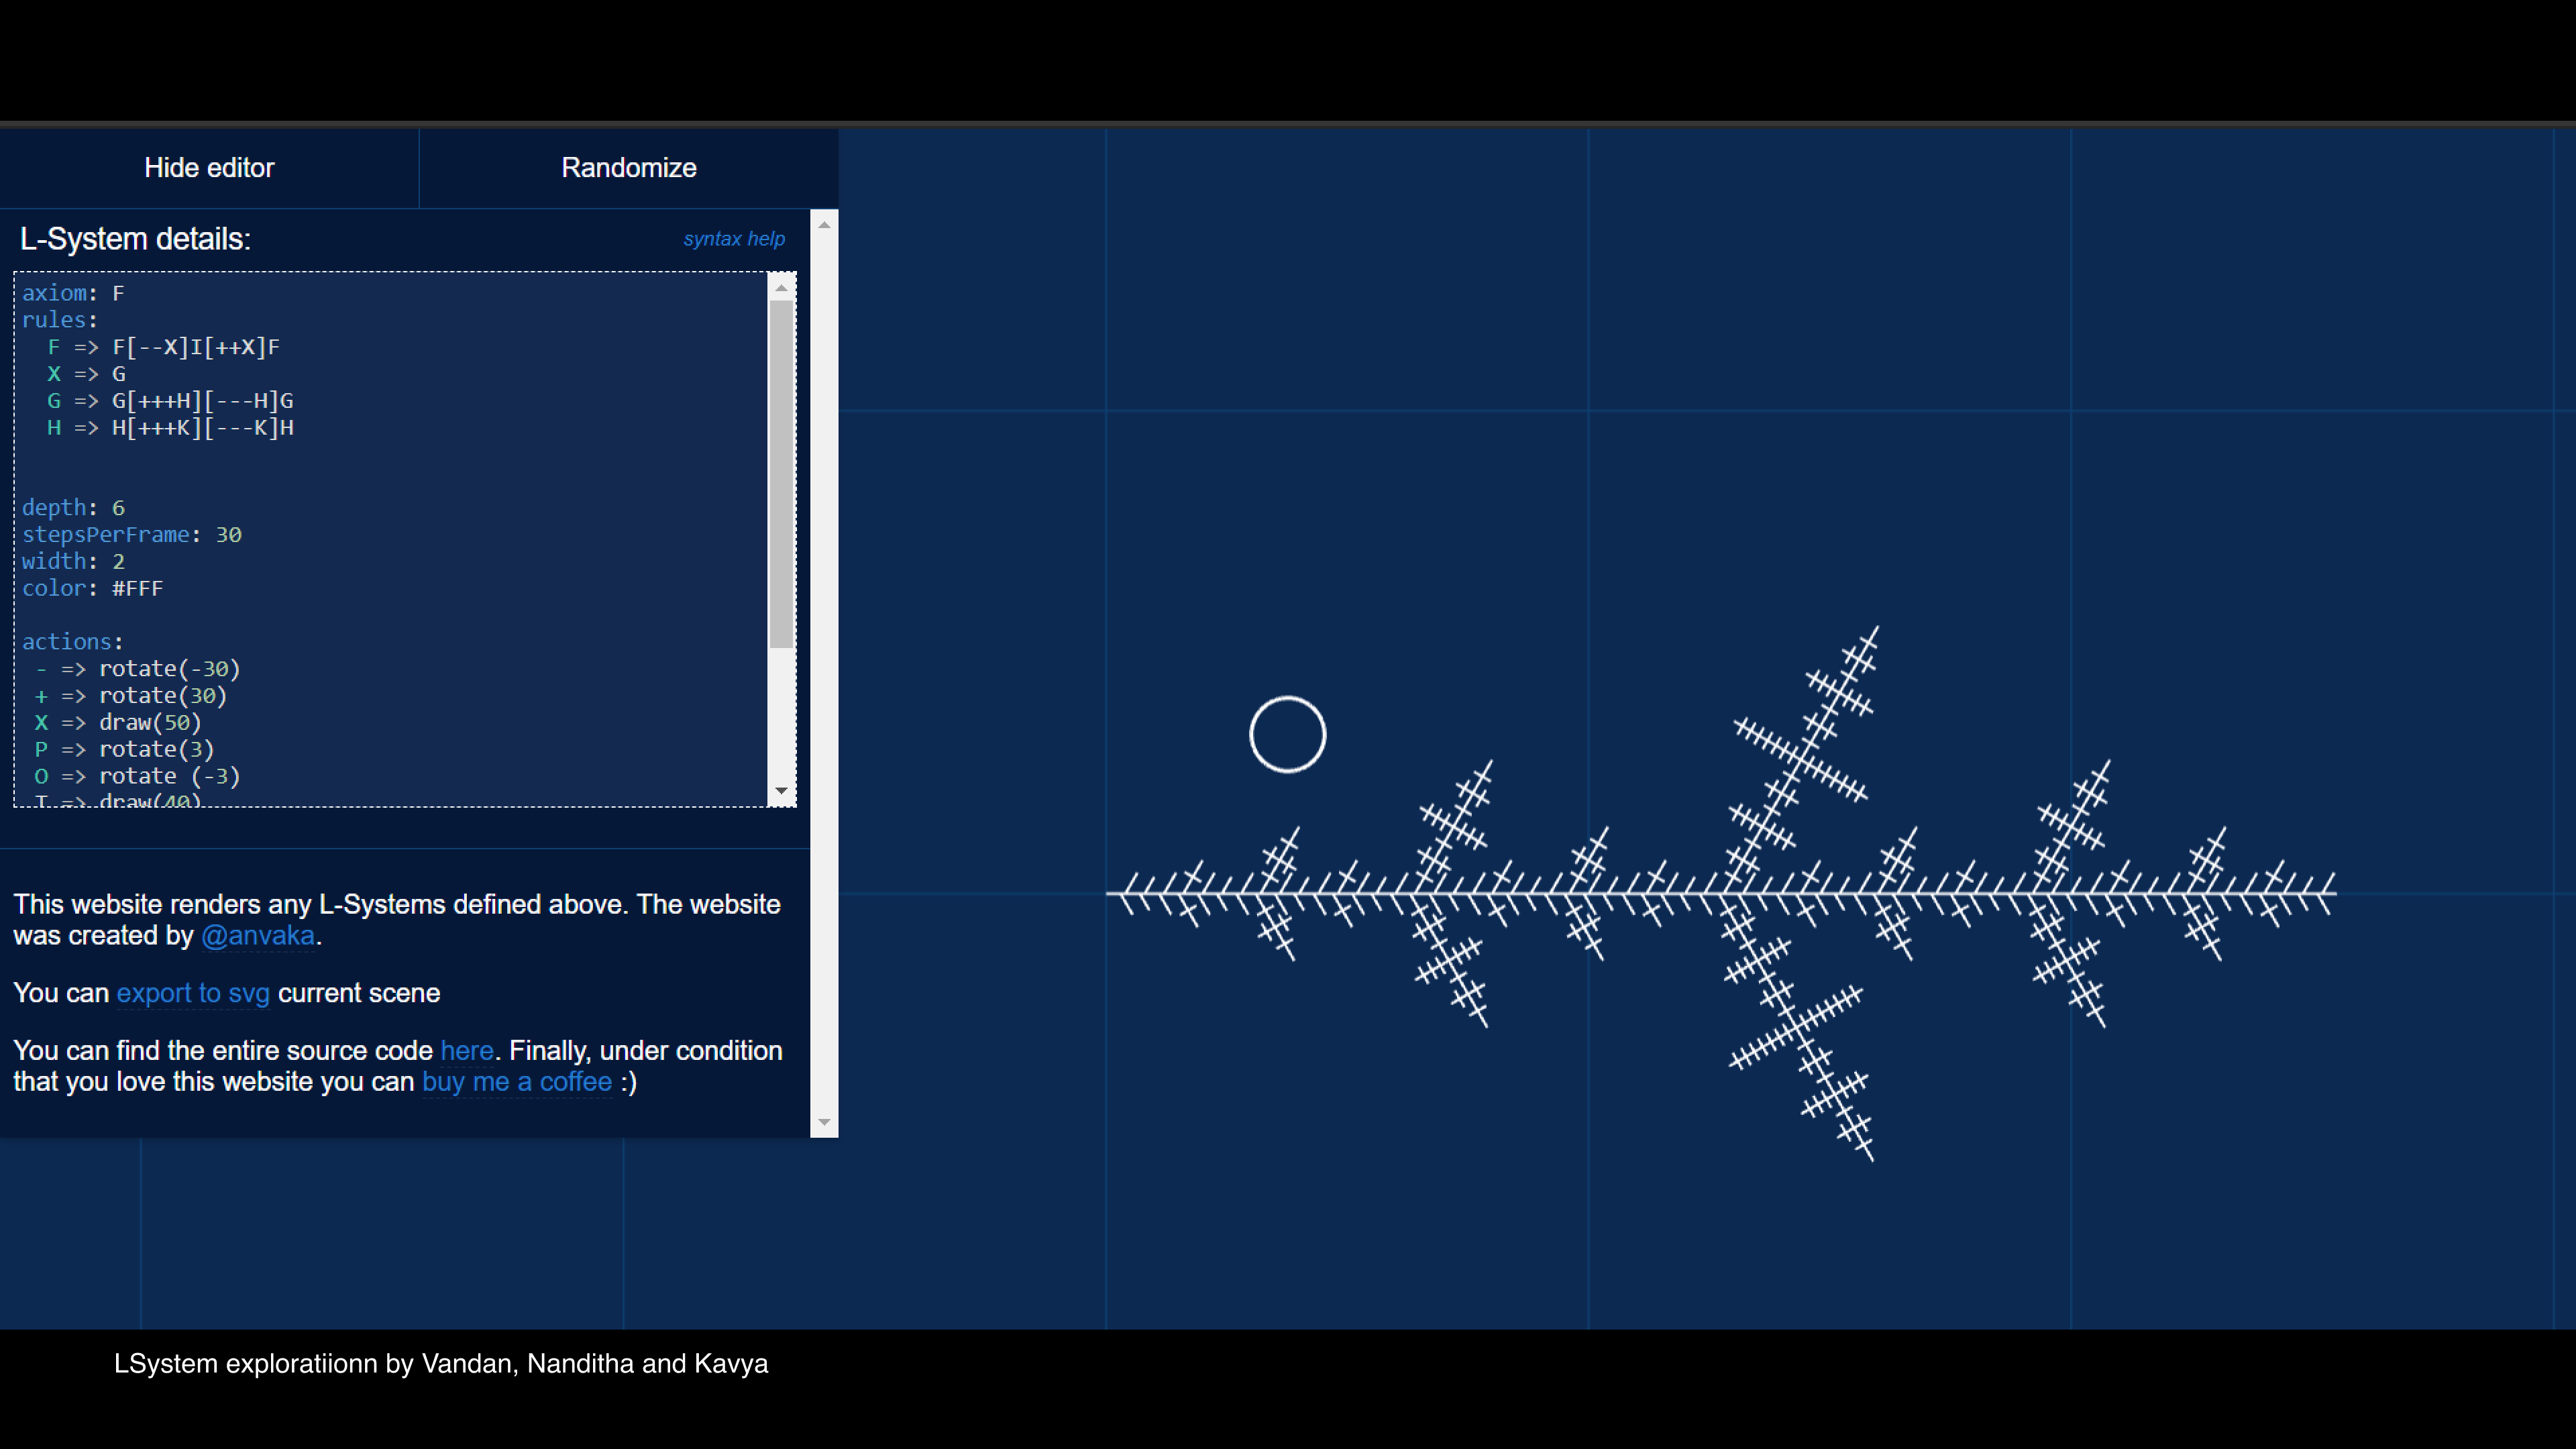 Hide editor
Randomize
L-System details:
syntax help
axiom: F
rules:
F => F[--X]I[++X]F
X => G
G => G[+++H][---H]G
H => H[+++K][---K]H
depth: 6
stepsPerFrame: 30
width: 2
color: #FFF
actions:
- => rotate(-30)
+ => rotate(30)
X => draw(50)
P => rotate(3)
O => rotate (-3)
=> draw(40)
This website renders any L-Systems defined above. The website
was created by @anvaka.
You can export to svg current scene
You can find the entire source code here. Finally, under condition
that you love this website you can buy me a coffee :)
LSystem exploratiionn by Vandan, Nanditha and Kavya